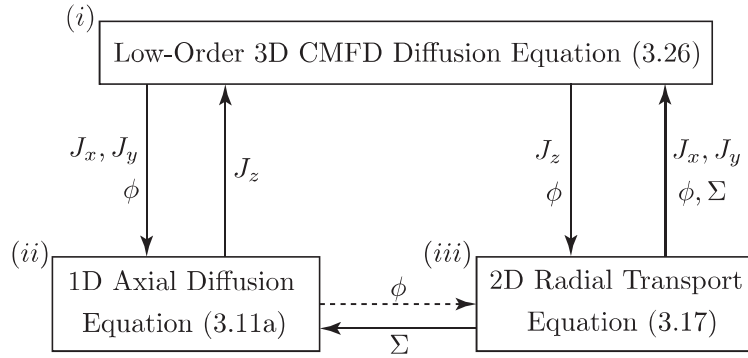 (i)
Low-Order 3D CMFD Diffusion Equation (3.26)
J_x, J_y
ϕ
J_z
J_z
ϕ
J_x, J_y
ϕ, Σ
(ii)
1D Axial Diffusion
Equation (3.11a)
ϕ
Σ
(iii)
2D Radial Transport
Equation (3.17)